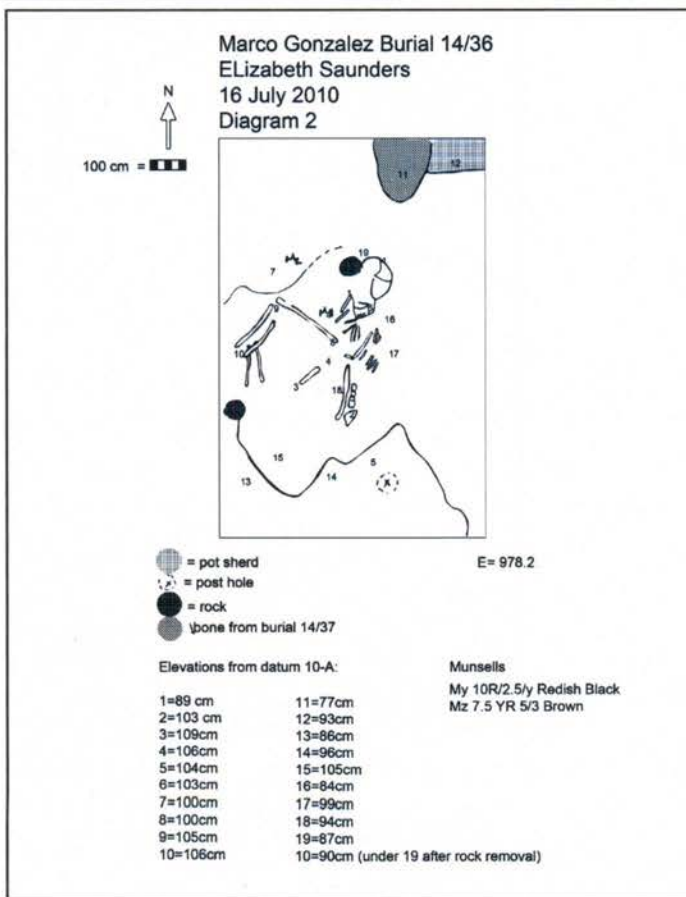 Marco Gonzalez Burial 14/36
ELizabeth Saunders
16 July 2010
Diagram 2
N
100 cm =
11
12
19
7
16
17
9
10
4
3
18
15
13
14
5
x
= pot sherd
E= 978.2
= post hole
= rock
\bone from burial 14/37
Elevations from datum 10-A:
Munsells
My 10R/2.5/y Redish Black
Mz 7.5 YR 5/3 Brown
1=89 cm
2=103 cm
3=109cm
4=106cm
5=104cm
6=103cm
7=100cm
8=100cm
9=105cm
10=106cm
11=77cm
12=93cm
13=86cm
14=96cm
15=105cm
16=84cm
17=99cm
18=94cm
19=87cm
10=90cm (under 19 after rock removal)